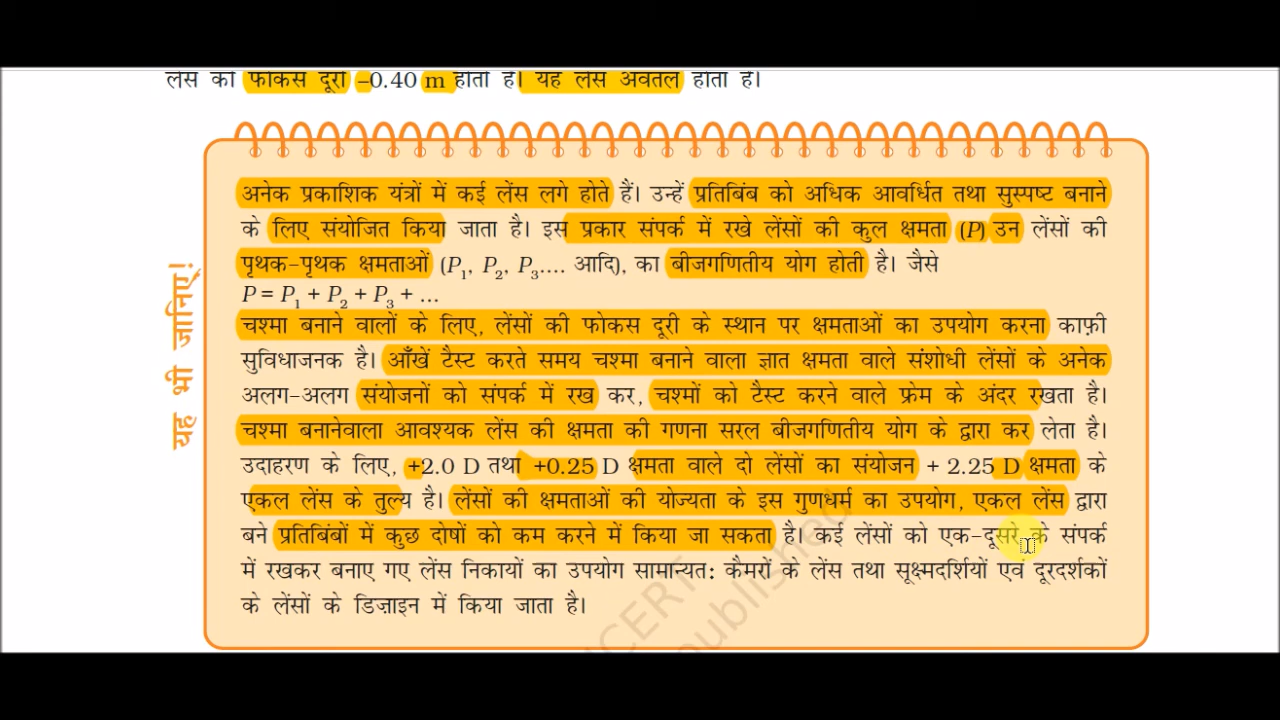 लेंस की फोकस दूरी –0.40 m होती है। यह लेंस अवतल होता है।
यह भी जानिए!
अनेक प्रकाशिक यंत्रों में कई लेंस लगे होते हैं। उन्हें प्रतिबिंब को अधिक आवर्धित तथा सुस्पष्ट बनाने
के लिए संयोजित किया जाता है। इस प्रकार संपर्क में रखे लेंसों की कुल क्षमता (P) उन लेंसों की
पृथक-पृथक क्षमताओं (P1, P2, P3.... आदि), का बीजगणितीय योग होती है। जैसे
P = P1 + P2 + P3 + ...
चश्मा बनाने वालों के लिए, लेंसों की फोकस दूरी के स्थान पर क्षमताओं का उपयोग करना काफ़ी
सुविधाजनक है। आँखें टैस्ट करते समय चश्मा बनाने वाला ज्ञात क्षमता वाले संशोधी लेंसों के अनेक
अलग-अलग संयोजनों को संपर्क में रख कर, चश्मों को टैस्ट करने वाले फ्रेम के अंदर रखता है।
चश्मा बनानेवाला आवश्यक लेंस की क्षमता की गणना सरल बीजगणितीय योग के द्वारा कर लेता है।
उदाहरण के लिए, +2.0 D तथा +0.25 D क्षमता वाले दो लेंसों का संयोजन + 2.25 D क्षमता के
एकल लेंस के तुल्य है। लेंसों की क्षमताओं की योज्यता के इस गुणधर्म का उपयोग, एकल लेंस द्वारा
बने प्रतिबिंबों में कुछ दोषों को कम करने में किया जा सकता है। कई लेंसों को एक-दूसरे के संपर्क
में रखकर बनाए गए लेंस निकायों का उपयोग सामान्यत: कैमरों के लेंस तथा सूक्ष्मदर्शियों एवं दूरदर्शकों
के लेंसों के डिज़ाइन में किया जाता है।
NCERT
published